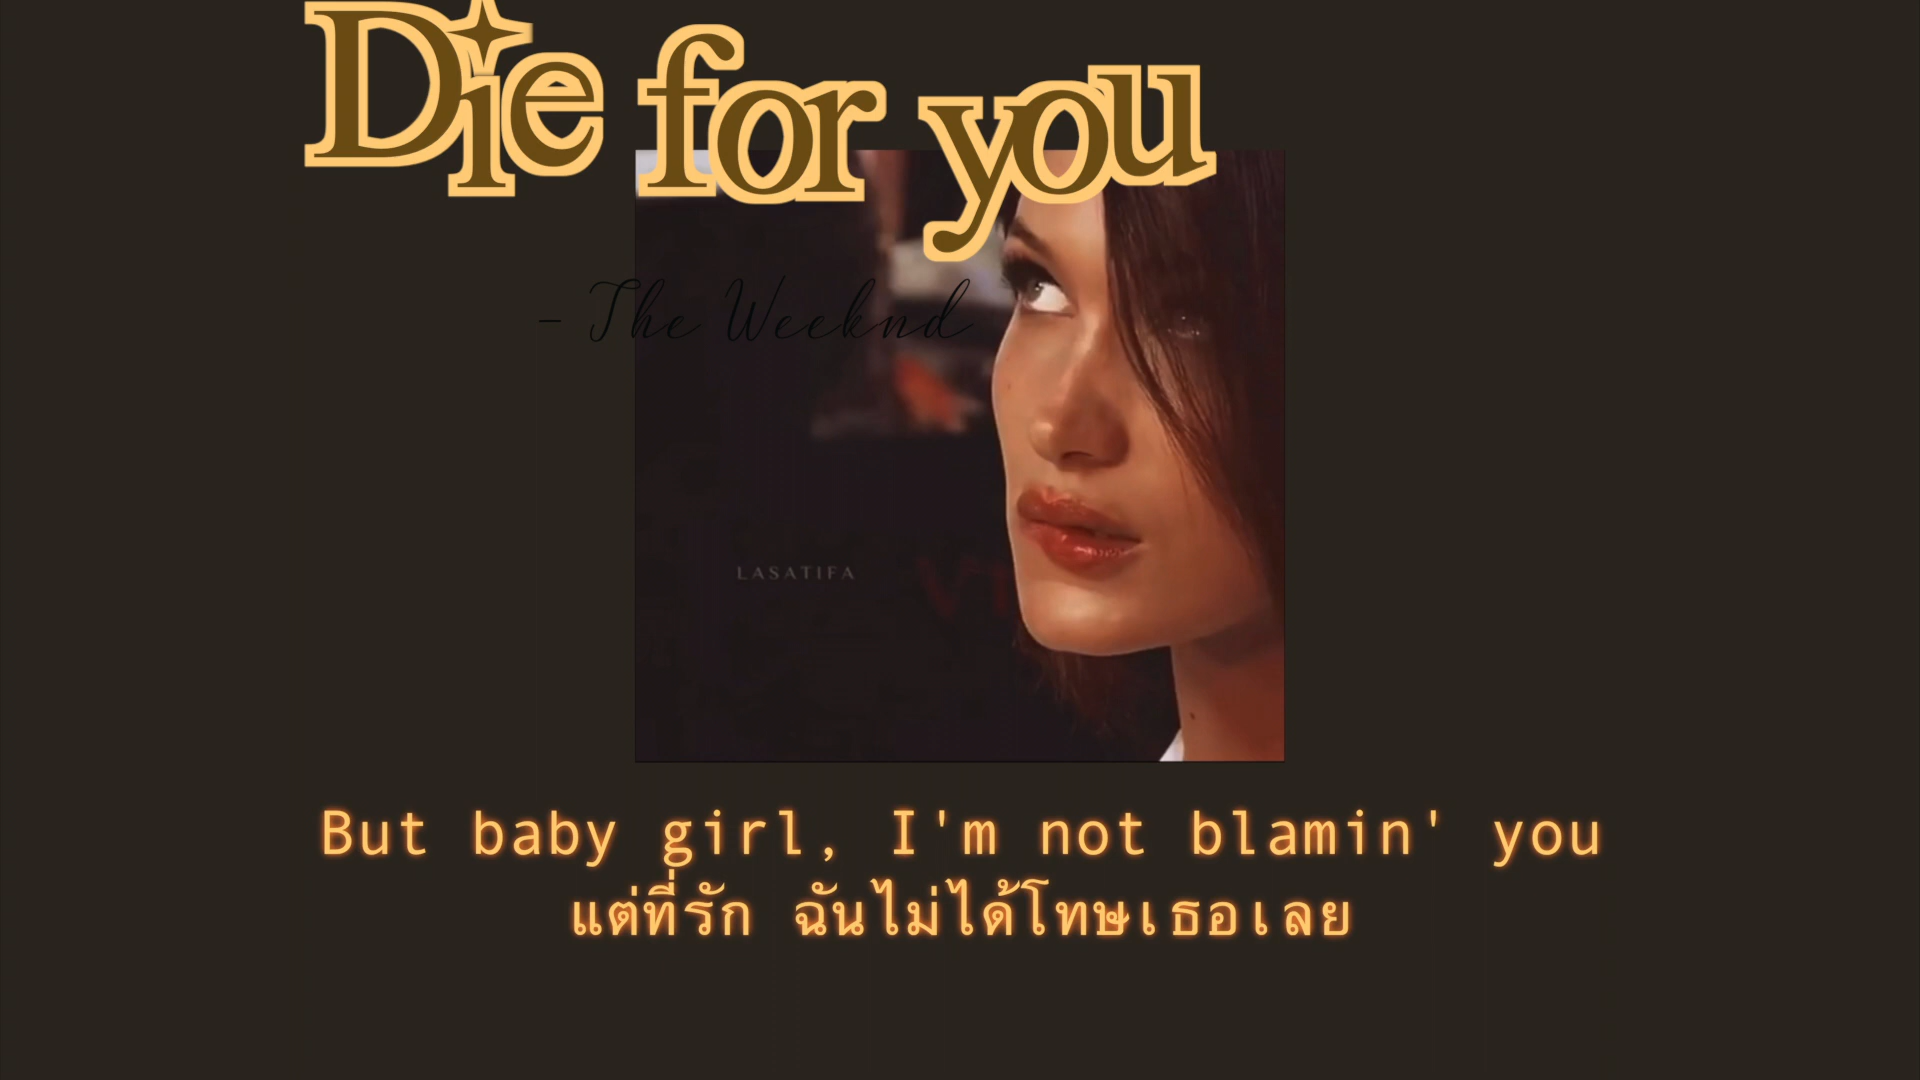 Die for you
- The Weeknd
LASATIFA
But baby girl, I'm not blamin' you
แต่ที่รัก ฉันไม่ได้โทษเธอเลย